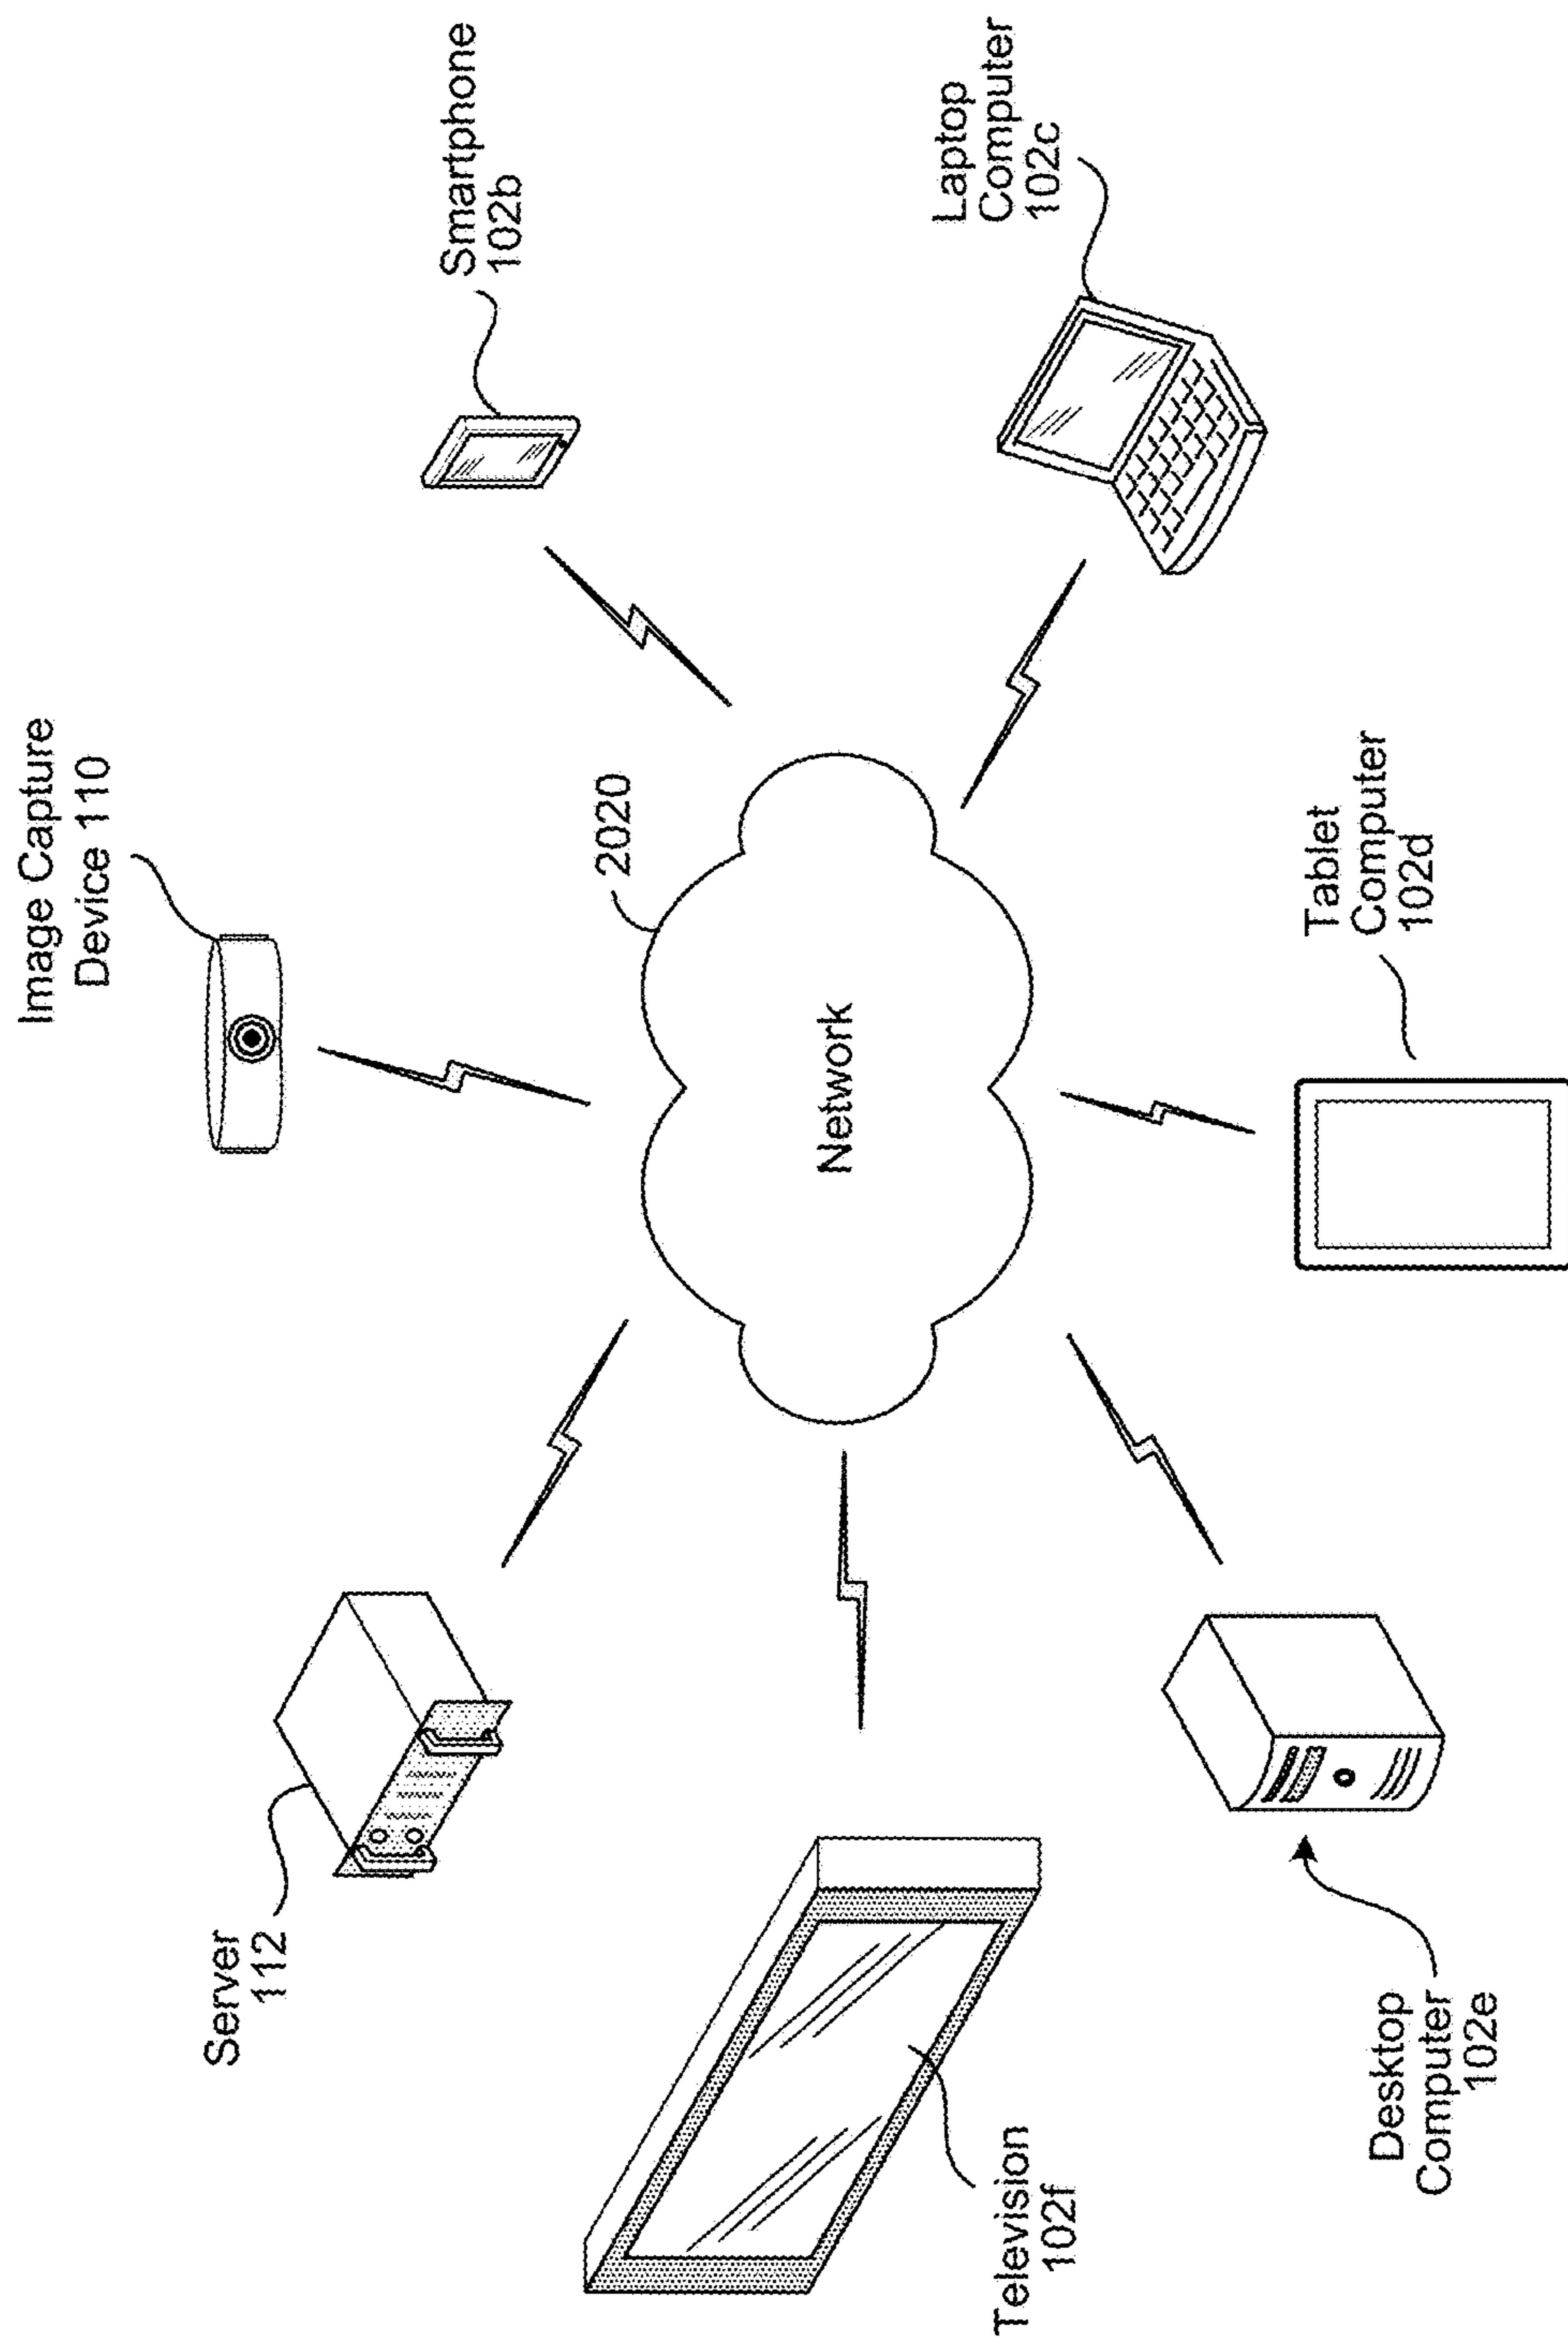 Image Capture
Device 110
Server
112
Smartphone
102b
2020
Network
Television
102f
Laptop
Computer
102c
Desktop
Computer
102e
Tablet
Computer
102d